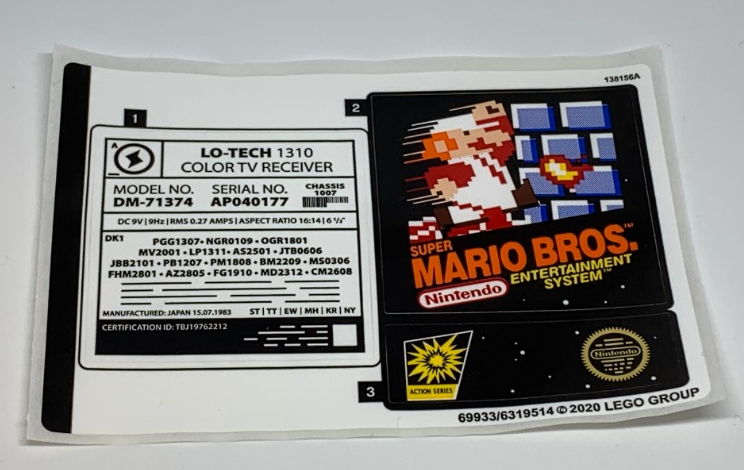 138156A
1
A
LO-TECH 1310
COLOR TV RECEIVER
MODEL NO. SERIAL NO. CHASSIS
DM-71374 AP040177 1007
DC 9V | 9Hz | RMS 0.27 AMPS | ASPECT RATIO 16:14 | 6 ½"
DK1
PGG1307• NGR0109 • OGR1801
MV2001 • LP1311• AS2501 • JTB0606
JBB2101 • PB1207 • PM1808 • BM2209 • MS0306
FHM2801 • AZ2805 • FG1910 • MD2312 • CM2608
MANUFACTURED: JAPAN 15.07.1983 ST | TT | EW | MH | KR | NY
CERTIFICATION ID: TBJ19762212
2
SUPER
MARIO BROS.™
Nintendo
ENTERTAINMENT
SYSTEM™
3
ACTION SERIES
Nintendo
69933/6319514 © 2020 LEGO GROUP